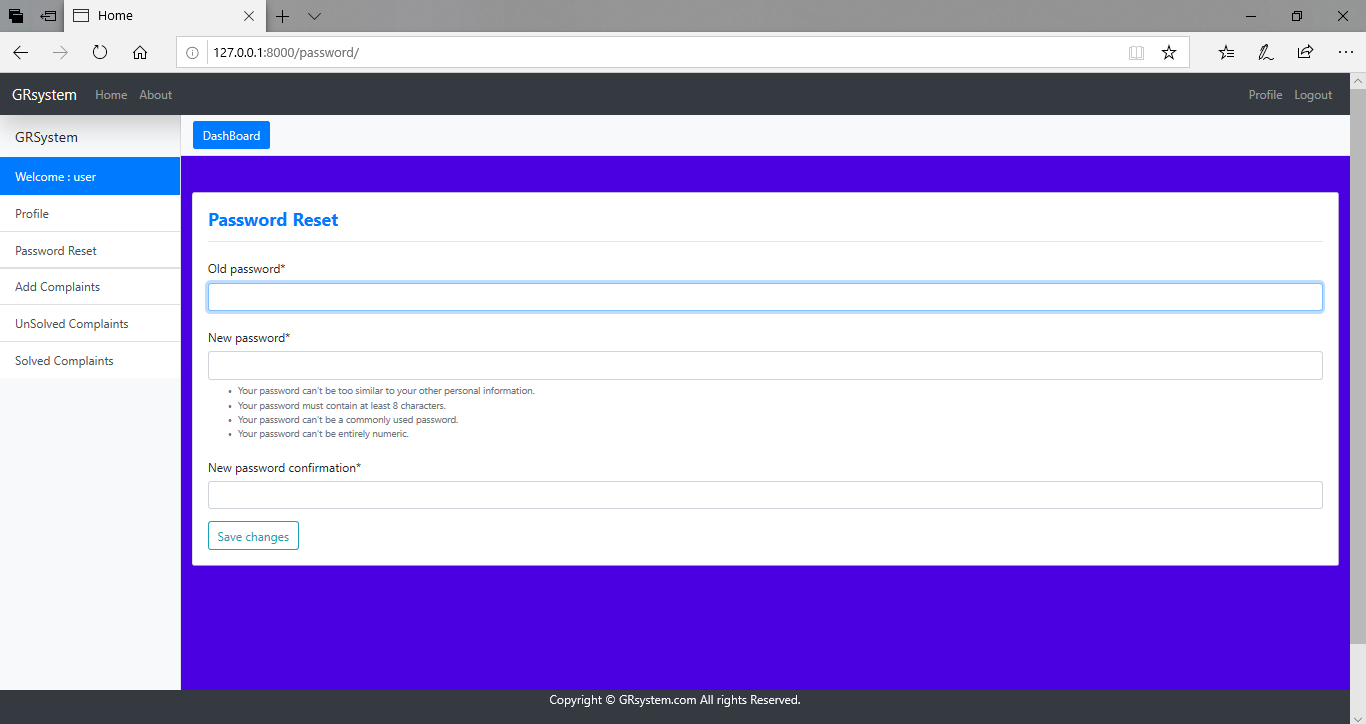 Home
127.0.0.1:8000/password/
GRsystem Home About Profile Logout
GRSystem
DashBoard
Welcome : user
Profile
Password Reset
Add Complaints
UnSolved Complaints
Solved Complaints
Password Reset
Old password*
New password*
• Your password can't be too similar to your other personal information.
• Your password must contain at least 8 characters.
• Your password can't be a commonly used password.
• Your password can't be entirely numeric.
New password confirmation*
Save changes
Copyright © GRsystem.com All rights Reserved.